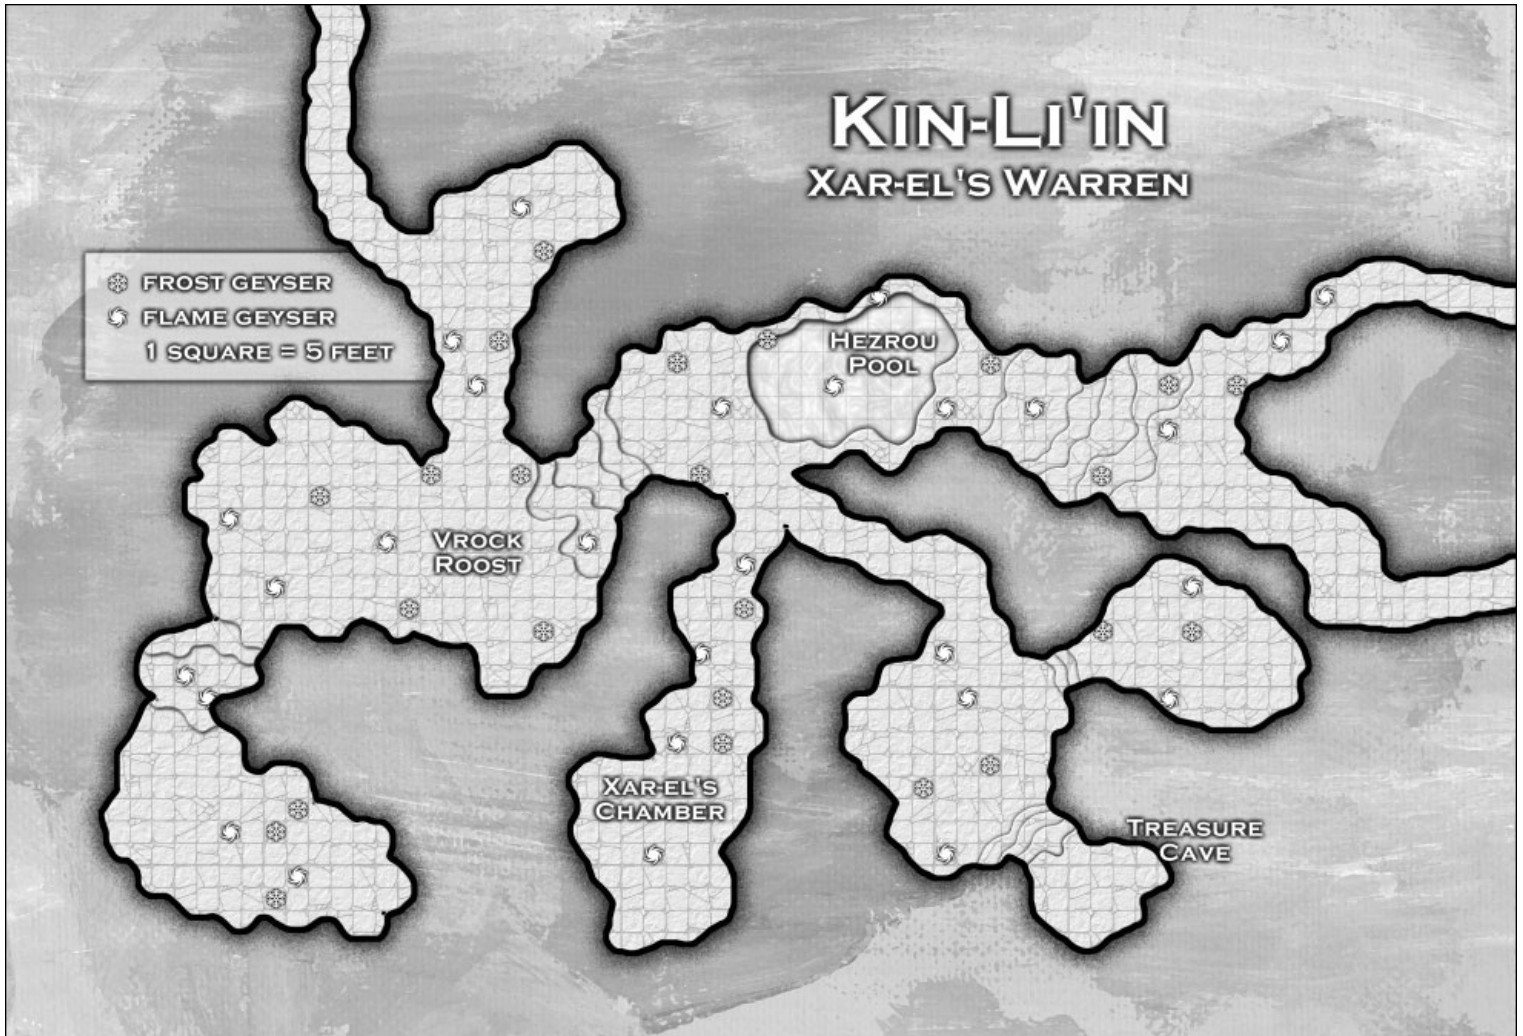 KIN-LI'IN
XAR-EL'S WARREN
FROST GEYSER
FLAME GEYSER
1 SQUARE = 5 FEET
HEZROU
POOL
VROCK
ROOST
XAR-EL'S
CHAMBER
TREASURE
CAVE